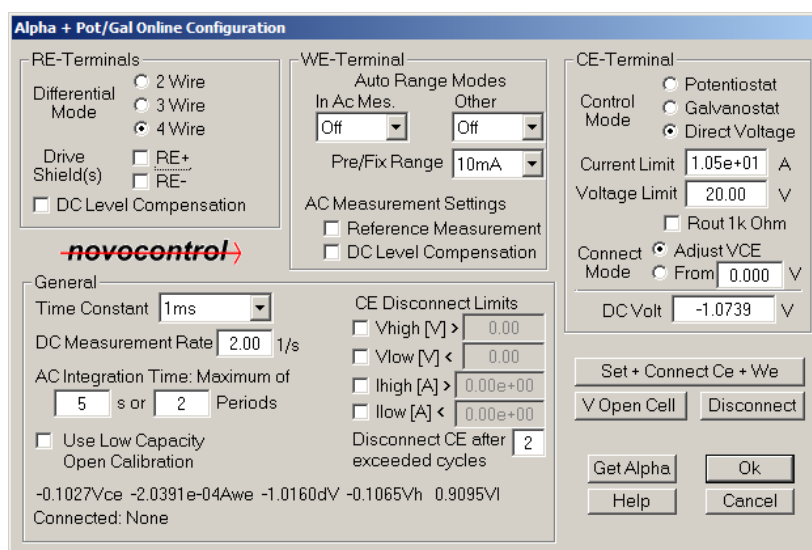 Alpha + Pot/Gal Online Configuration
RE-Terminals
Differential Mode
2 Wire
3 Wire
4 Wire
Drive Shield(s)
RE+
RE-
DC Level Compensation
novocontrol
WE-Terminal
Auto Range Modes
In Ac Mes. Other
Off Off
Pre/Fix Range 10mA
AC Measurement Settings
Reference Measurement
DC Level Compensation
CE-Terminal
Control Mode
Potentiostat
Galvanostat
Direct Voltage
Current Limit 1.05e+01 A
Voltage Limit 20.00 V
Rout 1k Ohm
Connect Mode
Adjust VCE
From 0.000 V
DC Volt -1.0739 V
General
Time Constant 1ms
DC Measurement Rate 2.00 1/s
AC Integration Time: Maximum of
5 s or 2 Periods
Use Low Capacity
Open Calibration
CE Disconnect Limits
Vhigh [V] > 0.00
Vlow [V] < 0.00
Ihigh [A] > 0.00e+00
Ilow [A] < 0.00e+00
Disconnect CE after 2
exceeded cycles
-0.1027Vce -2.0391e-04Awe -1.0160dV -0.1065Vh 0.9095Vl
Connected: None
Set + Connect Ce + We
V Open Cell Disconnect
Get Alpha Ok
Help Cancel